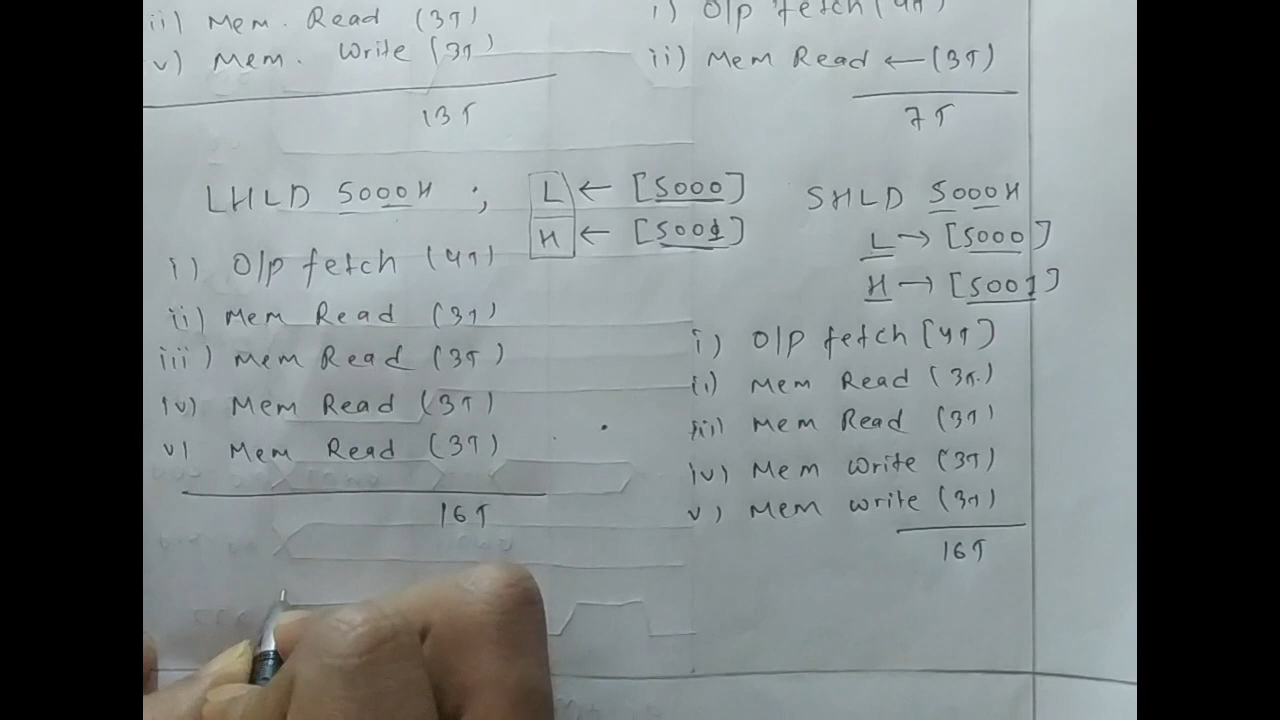 ii) Mem. Read (3T)
v) Mem. Write (3T)
13T
i) O/p fetch (4T)
ii) Mem Read ← (3T)
7T
LHLD 5000H ; L ← [5000]
H ← [5001]
i) O/p fetch (4T)
ii) Mem Read (3T)
iii) Mem Read (3T)
iv) Mem Read (3T)
v) Mem Read (3T)
16T
SHLD 5000H
L → [5000]
H → [5001]
i) O/P fetch [4T]
ii) Mem Read (3T)
iii) Mem Read (3T)
iv) Mem Write (3T)
v) Mem write (3T)
16T